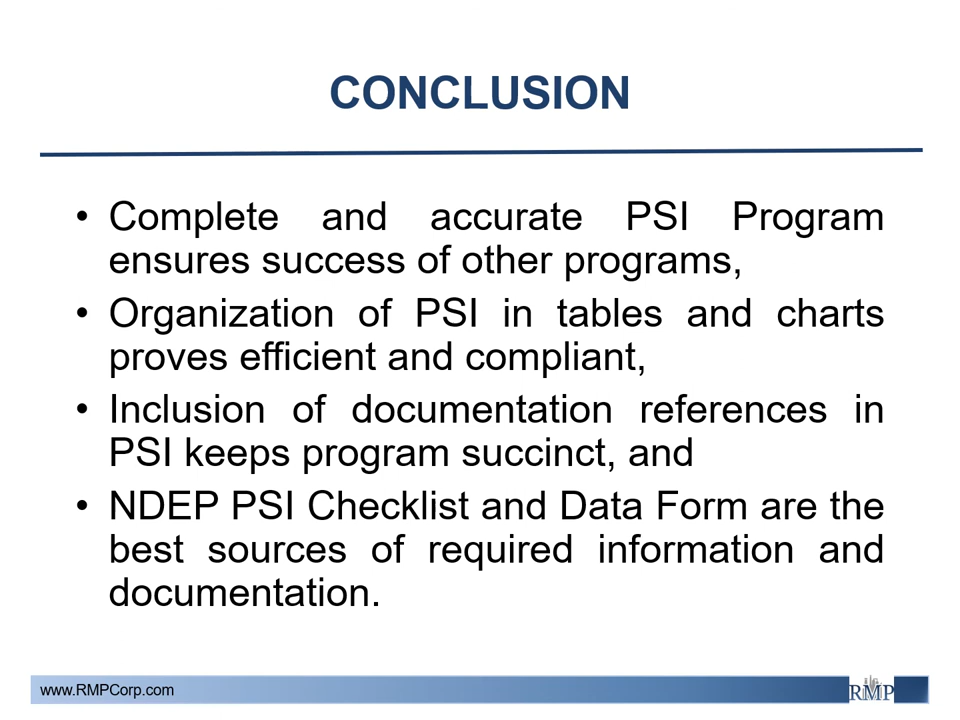 CONCLUSION
• Complete and accurate PSI Program
ensures success of other programs,
• Organization of PSI in tables and charts
proves efficient and compliant,
• Inclusion of documentation references in
PSI keeps program succinct, and
• NDEP PSI Checklist and Data Form are the
best sources of required information and
documentation.
www.RMPCorp.com
RMP